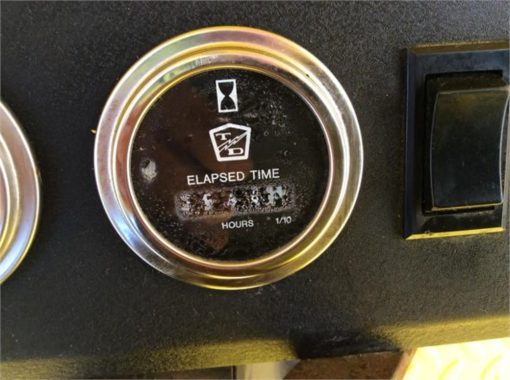 T D
ELAPSED TIME
HOURS 1/10